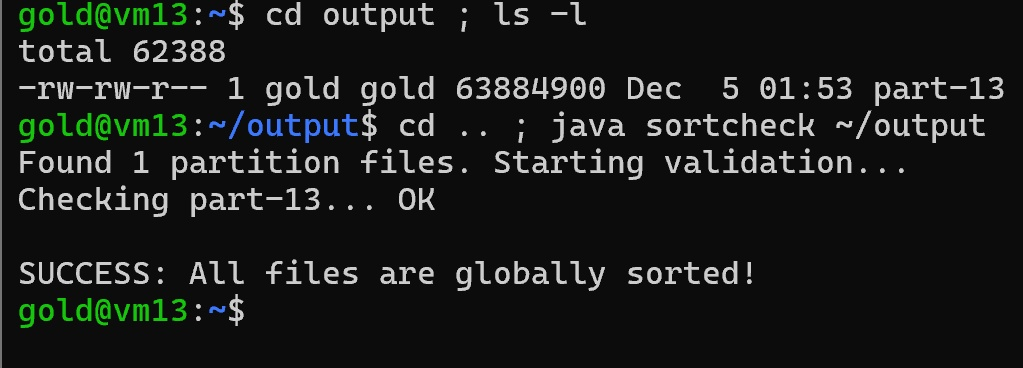 gold@vm13:~$ cd output ; ls -l
total 62388
-rw-rw-r-- 1 gold gold 63884900 Dec  5 01:53 part-13
gold@vm13:~/output$ cd .. ; java sortcheck ~/output
Found 1 partition files. Starting validation...
Checking part-13... OK

SUCCESS: All files are globally sorted!
gold@vm13:~$